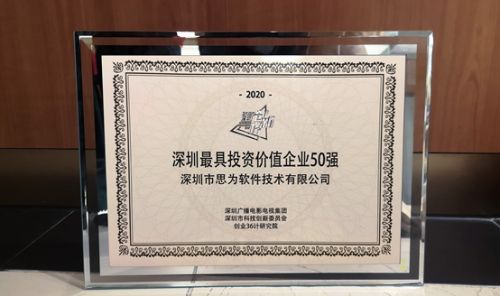 - 2020 -
深圳最具投资价值企业50强
深圳市思为软件技术有限公司
深圳广播电影电视集团
深圳市科技创新委员会
创业36计研究院